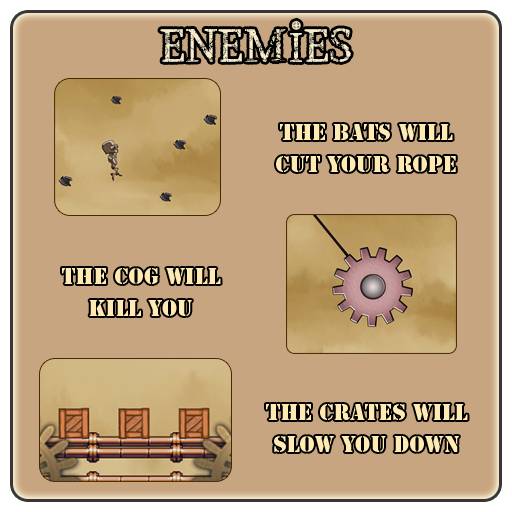 ENEMiES
THE BATS WILL
CUT YOUR ROPE
THE COG WILL
KILL YOU
THE CRATES WILL
SLOW YOU DOWN